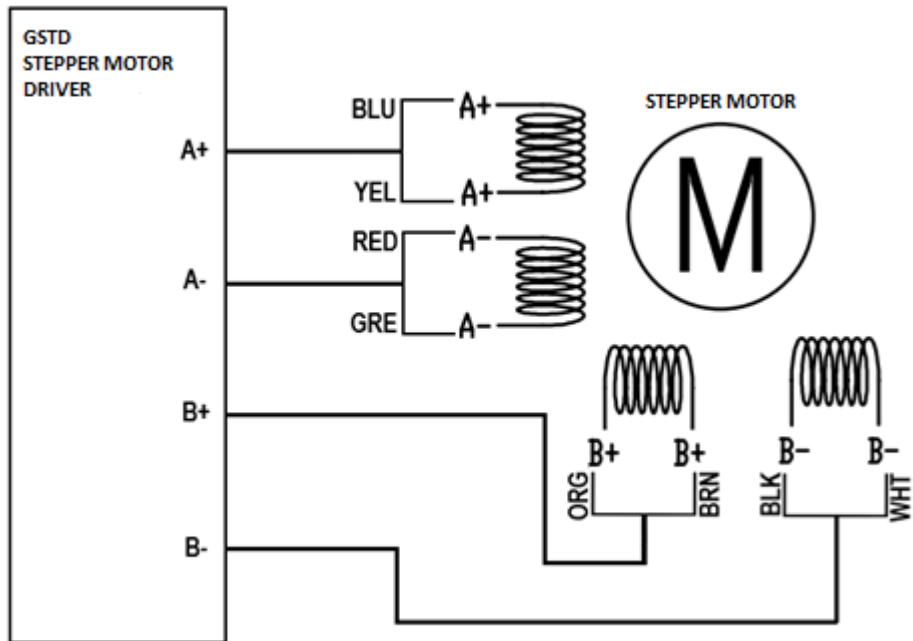 GSTD
STEPPER MOTOR
DRIVER
STEPPER MOTOR
M
BLU
A+
A+
YEL
A+
RED
A-
A-
GRE
A-
B+
B-
B+
B+
ORG
BRN
B-
B-
BLK
WHT